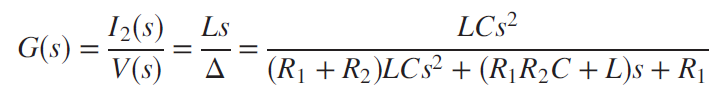 G(s) = I₂(s)/V(s) = Ls/Δ = LCs²/((R₁ + R₂)LCs² + (R₁R₂C + L)s + R₁)